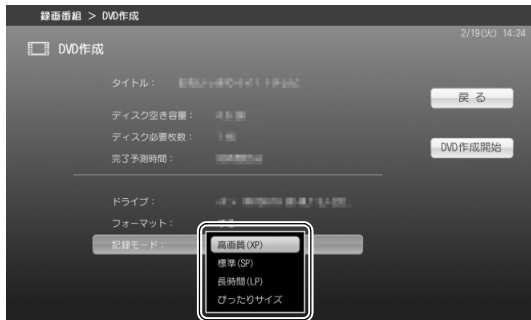 録画番組 > DVD作成
2/19(火) 14:24
DVD作成
タイトル：
戻る
ディスク空き容量：
ディスク必要枚数：
DVD作成開始
完了予測時間：
ドライブ：
フォーマット：
記録モード：
高画質(XP)
標準(SP)
長時間(LP)
ぴったりサイズ